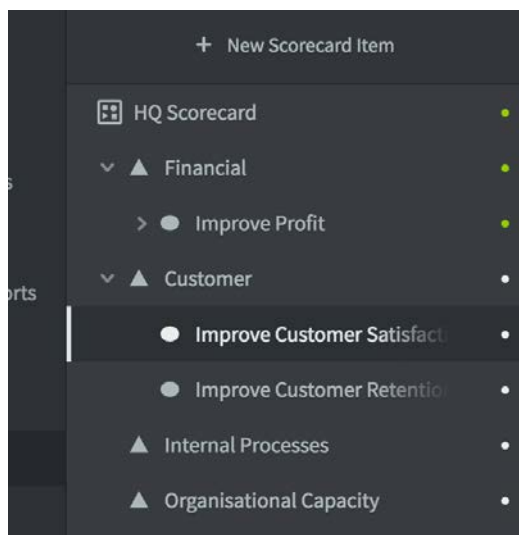 + New Scorecard Item
HQ Scorecard
Financial
Improve Profit
orts
Customer
Improve Customer Satisfact
Improve Customer Retentio
Internal Processes
Organisational Capacity